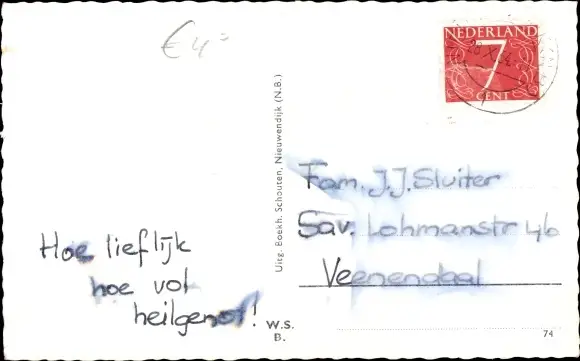 € 4=
NEDERLAND
7
CENT
Uitg. Boekh. Schouten, Nieuwendijk (N.B.)
Fam. J.J. Sluiter
Sav. Lohmanstr 46
Veenendaal
Hoe lieflijk
hoe vol
heilgenot!
W.S.
B.
74